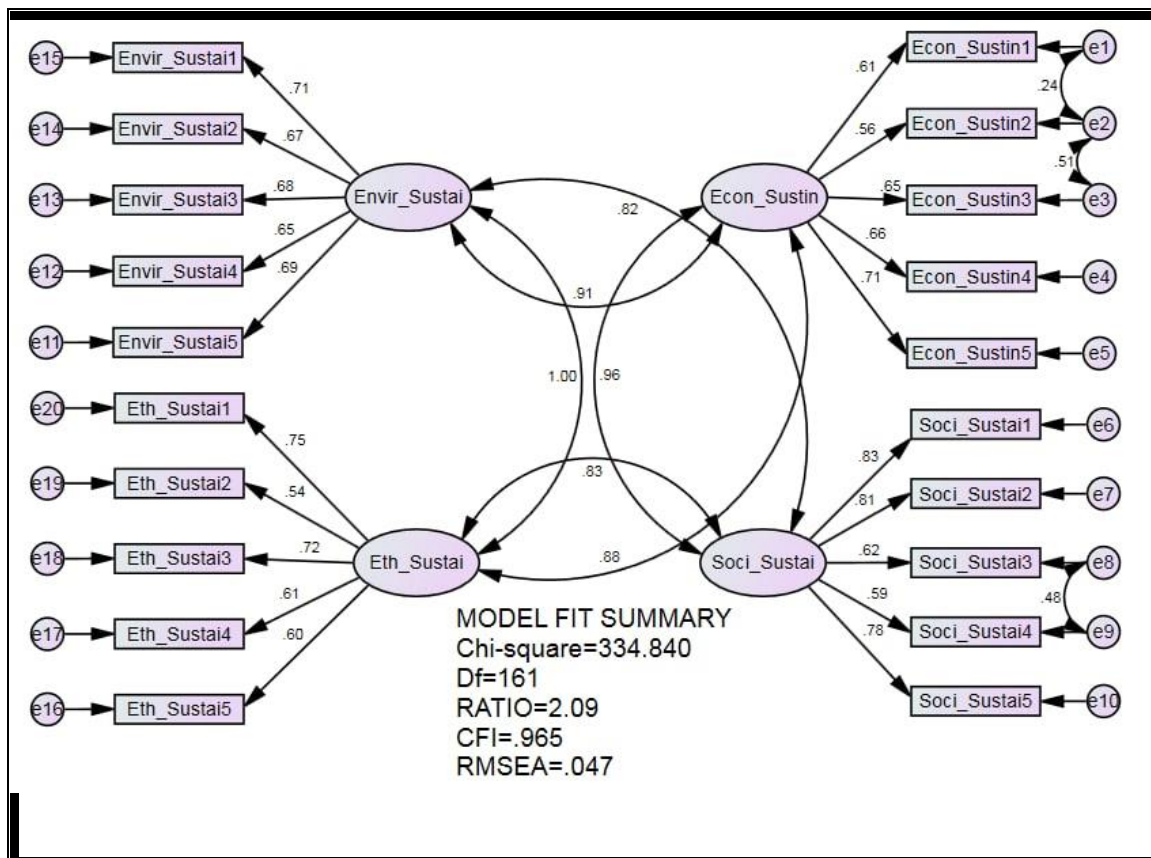 e15 Envir_Sustai1
.71
e14 Envir_Sustai2
.67
e13 Envir_Sustai3
.68
e12 Envir_Sustai4
.65
e11 Envir_Sustai5
.69
Envir_Sustai
e20 Eth_Sustai1
.75
e19 Eth_Sustai2
.54
e18 Eth_Sustai3
.72
e17 Eth_Sustai4
.61
e16 Eth_Sustai5
.60
Eth_Sustai
.82
.91
1.00
.96
.83
.88
Econ_Sustin
.61
Econ_Sustin1 e1
.24
.56
Econ_Sustin2 e2
.51
.65
Econ_Sustin3 e3
.66
Econ_Sustin4 e4
.71
Econ_Sustin5 e5
Soci_Sustai
.83
Soci_Sustai1 e6
.81
Soci_Sustai2 e7
.62
Soci_Sustai3 e8
.48
.59
Soci_Sustai4 e9
.78
Soci_Sustai5 e10
MODEL FIT SUMMARY
Chi-square=334.840
Df=161
RATIO=2.09
CFI=.965
RMSEA=.047